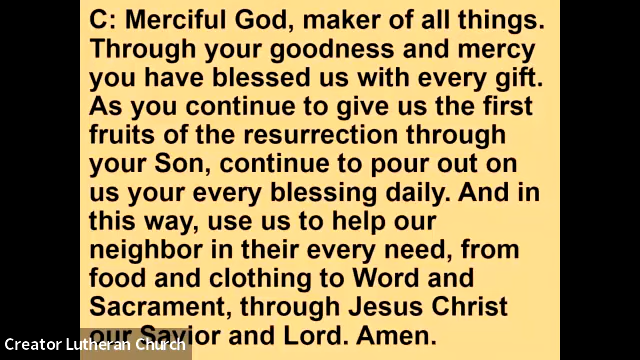 C: Merciful God, maker of all things.
Through your goodness and mercy
you have blessed us with every gift.
As you continue to give us the first
fruits of the resurrection through
your Son, continue to pour out on
us your every blessing daily. And in
this way, use us to help our
neighbor in their every need, from
food and clothing to Word and
Sacrament, through Jesus Christ
our Savior and Lord. Amen.
Creator Lutheran Church